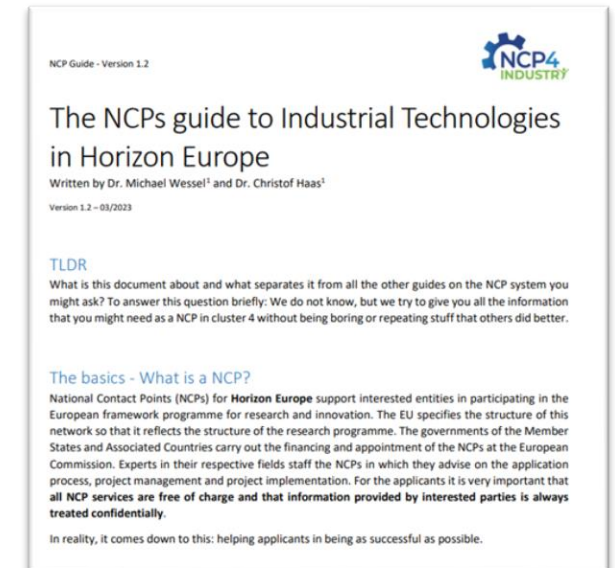 NCP Guide - Version 1.2
NCP4
INDUSTRY
The NCPs guide to Industrial Technologies
in Horizon Europe
Written by Dr. Michael Wessel¹ and Dr. Christof Haas¹
Version 1.2 – 03/2023
TLDR
What is this document about and what separates it from all the other guides on the NCP system you
might ask? To answer this question briefly: We do not know, but we try to give you all the information
that you might need as a NCP in cluster 4 without being boring or repeating stuff that others did better.
The basics - What is a NCP?
National Contact Points (NCPs) for Horizon Europe support interested entities in participating in the
European framework programme for research and innovation. The EU specifies the structure of this
network so that it reflects the structure of the research programme. The governments of the Member
States and Associated Countries carry out the financing and appointment of the NCPs at the European
Commission. Experts in their respective fields staff the NCPs in which they advise on the application
process, project management and project implementation. For the applicants it is very important that
all NCP services are free of charge and that information provided by interested parties is always
treated confidentially.
In reality, it comes down to this: helping applicants in being as successful as possible.